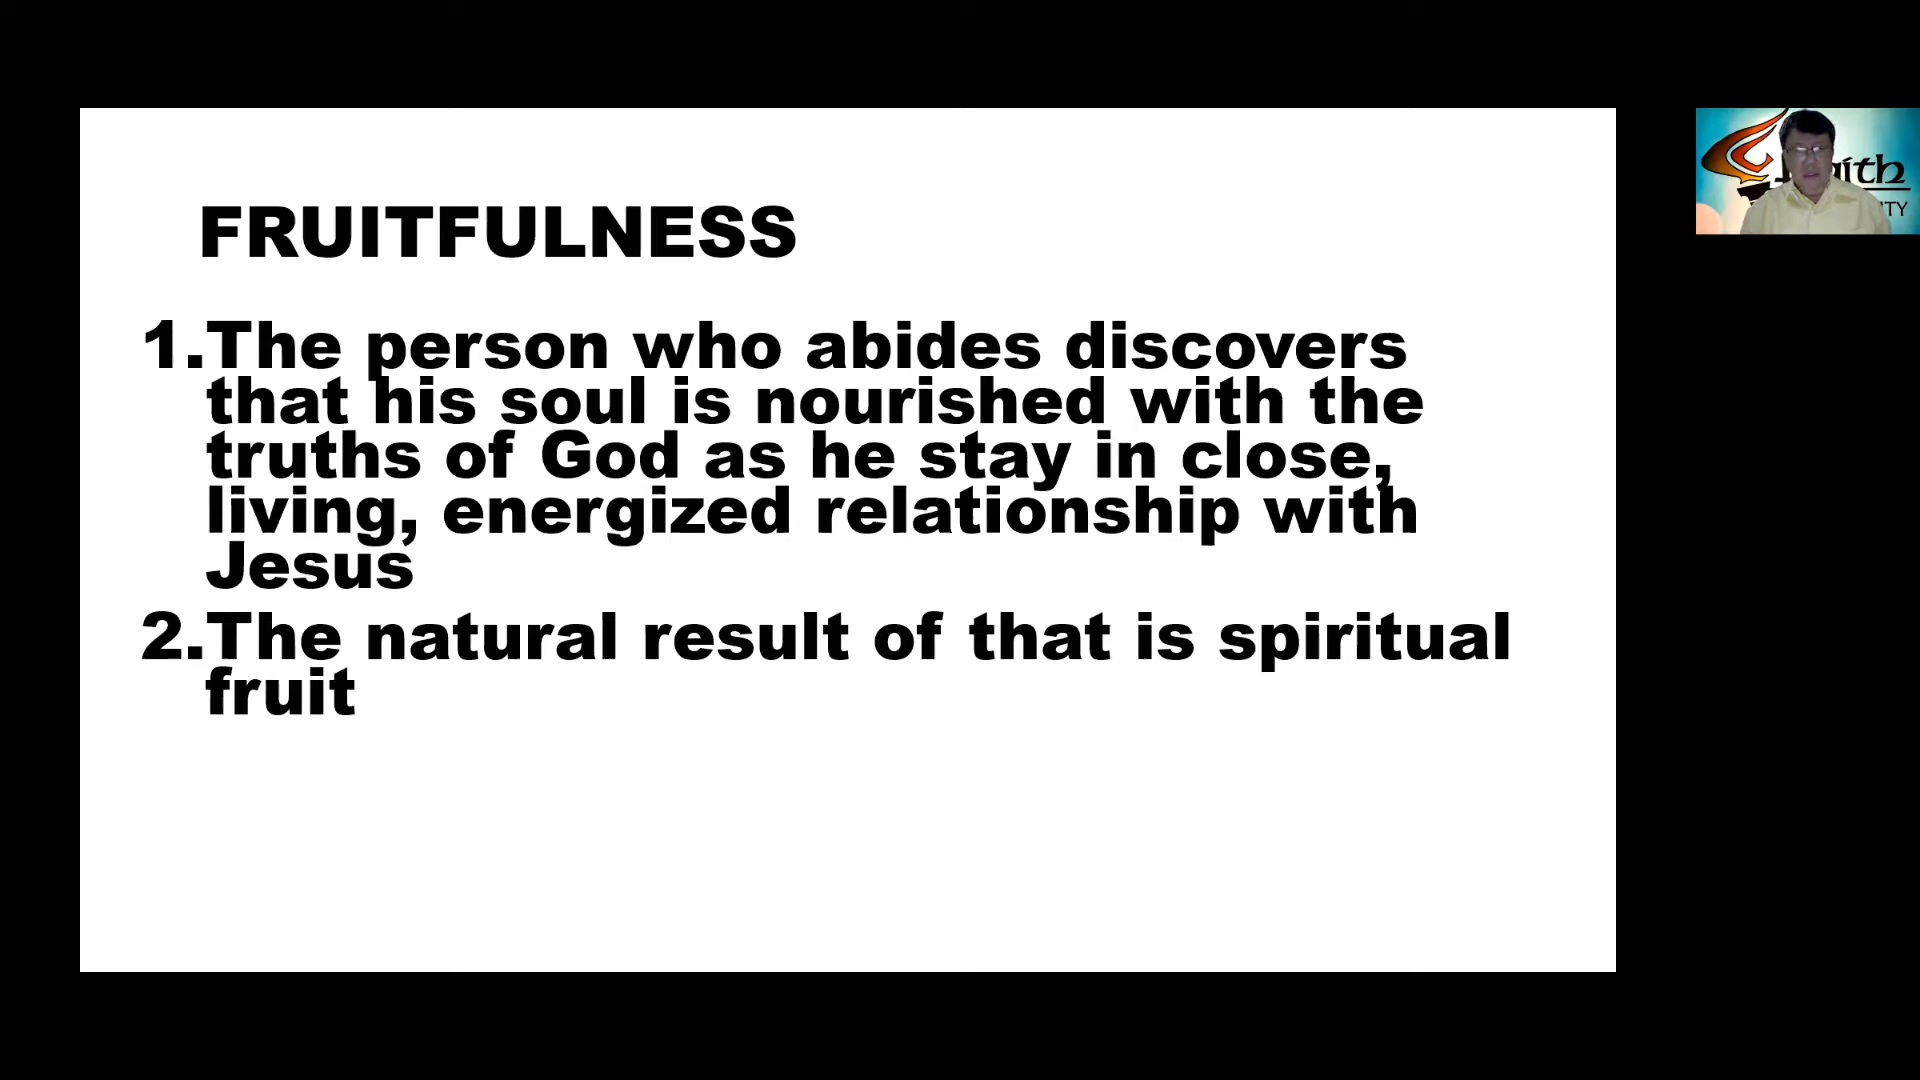 FRUITFULNESS
1.The person who abides discovers
that his soul is nourished with the
truths of God as he stay in close,
living, energized relationship with
Jesus
2.The natural result of that is spiritual
fruit